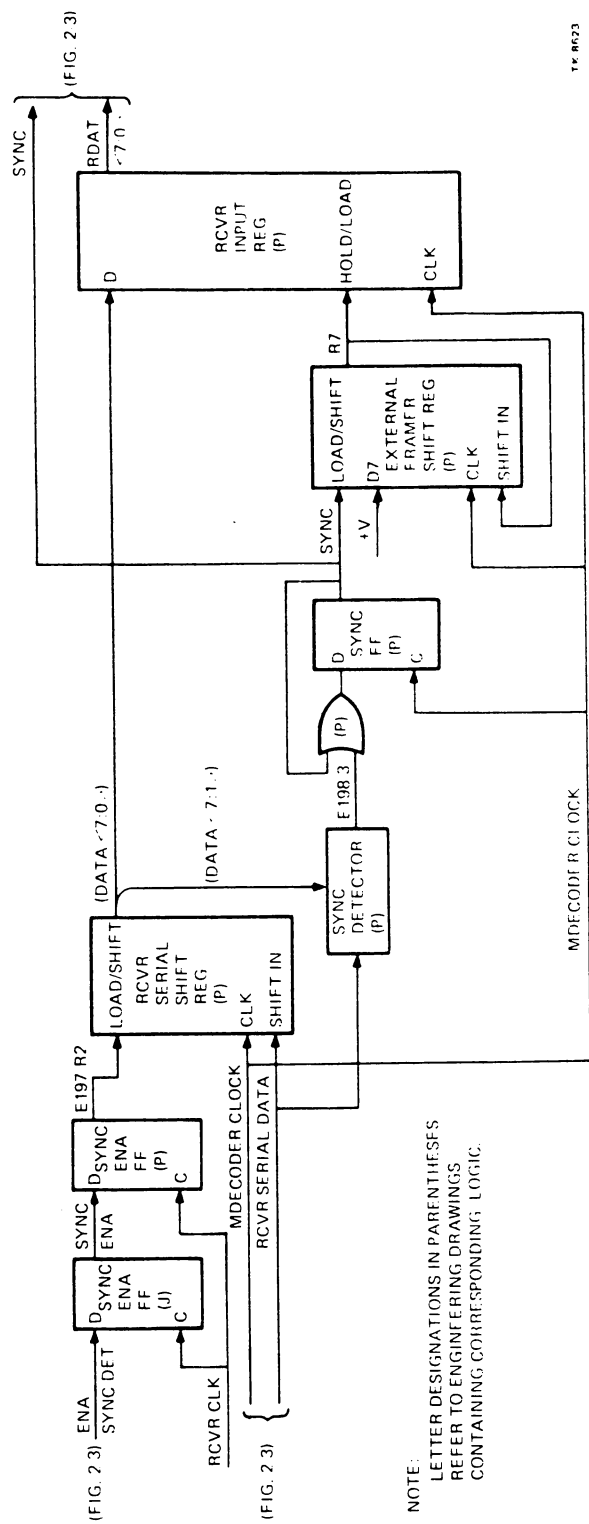 (FIG. 2 3)
ENA
SYNC DET
D
SYNC
ENA
FF
(J)
C
SYNC
ENA
D
SYNC
ENA
FF
(P)
C
E197 R2
RCVR CLK
LOAD/SHIFT
RCVR
SERIAL
SHIFT
REG
(P)
CLK
SHIFT IN
MDECODER CLOCK
RCVR SERIAL DATA
(FIG. 2 3)
(DATA <7:0>)
(DATA <7:1>)
SYNC
DETECTOR
(P)
E198 3
(P)
D
SYNC
FF
(P)
C
SYNC
+V
LOAD/SHIFT
D7
EXTERNAL
FRAMER
SHIFT REG
(P)
CLK
SHIFT IN
R7
D
RCVR
INPUT
REG
(P)
HOLD/LOAD
CLK
SYNC
RDAT
<7:0>
(FIG. 2 3)
MDECODER CLOCK
NOTE:
LETTER DESIGNATIONS IN PARENTHESES
REFER TO ENGINEERING DRAWINGS
CONTAINING CORRESPONDING LOGIC.
TK 8623